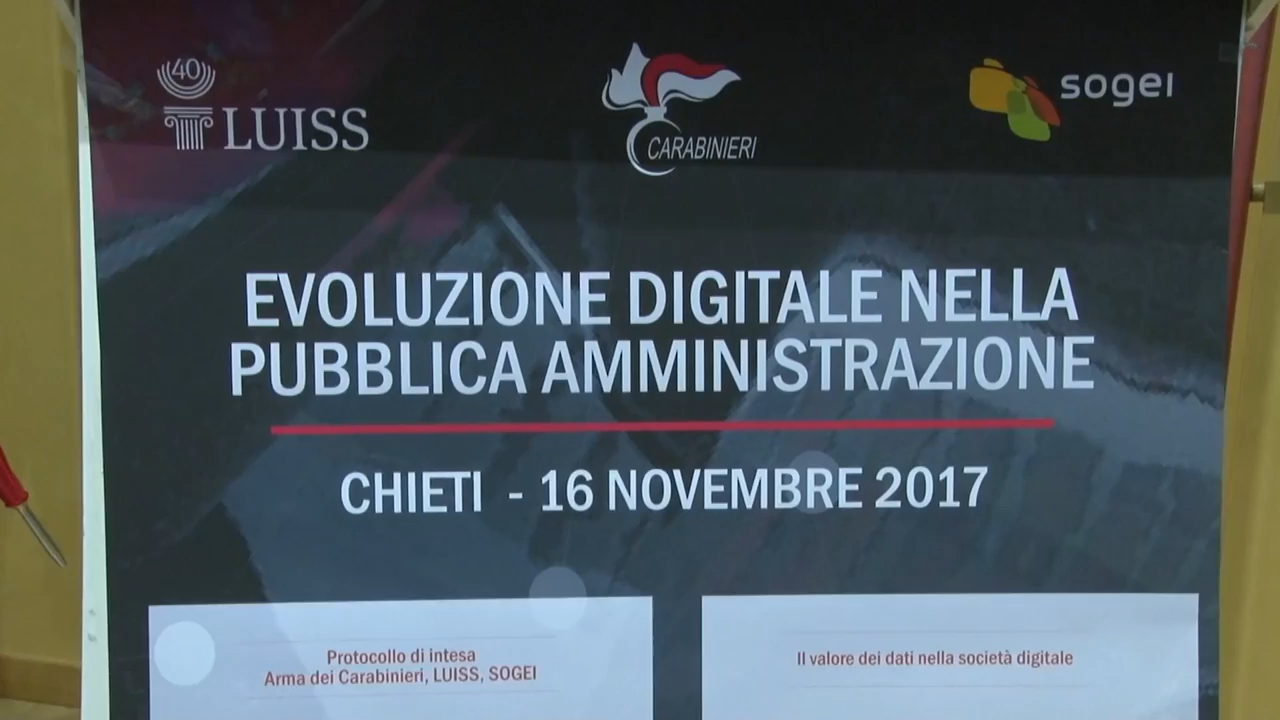 40
LUISS
CARABINIERI
sogei
EVOLUZIONE DIGITALE NELLA
PUBBLICA AMMINISTRAZIONE
CHIETI - 16 NOVEMBRE 2017
Protocollo di intesa
Arma dei Carabinieri, LUISS, SOGEI
Il valore dei dati nella società digitale